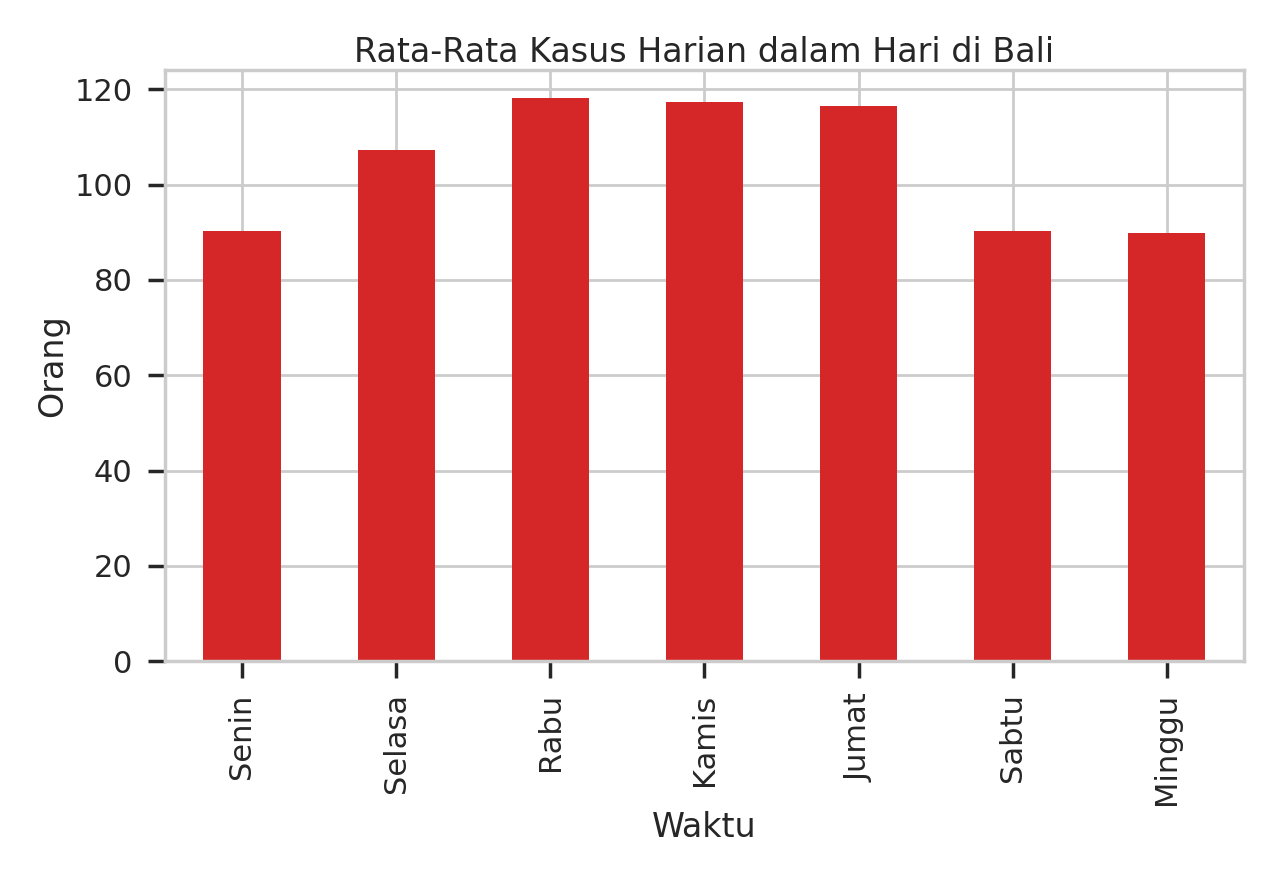 Rata-Rata Kasus Harian dalam Hari di Bali
120
100
80
60
40
20
0
Orang
Senin
Selasa
Rabu
Kamis
Jumat
Sabtu
Minggu
Waktu